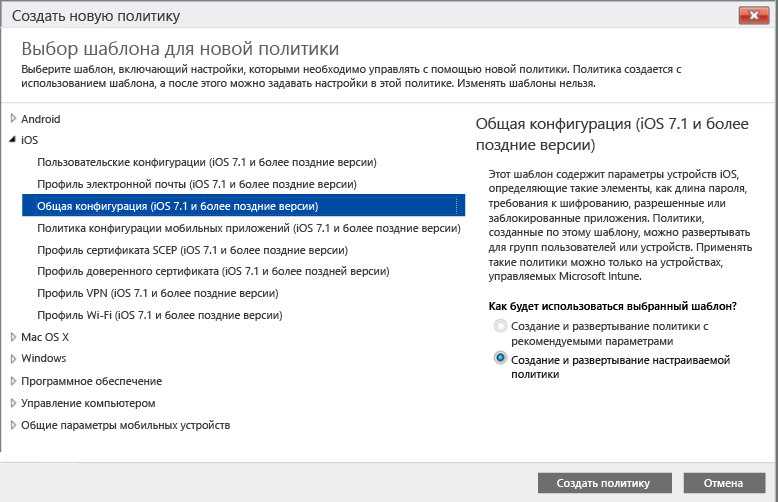 Создать новую политику
Выбор шаблона для новой политики
Выберите шаблон, включающий настройки, которыми необходимо управлять с помощью новой политики. Политика создается с
использованием шаблона, а после этого можно задавать настройки в этой политике. Изменять шаблоны нельзя.
Android
iOS
Пользовательские конфигурации (iOS 7.1 и более поздние версии)
Профиль электронной почты (iOS 7.1 и более поздние версии)
Общая конфигурация (iOS 7.1 и более поздние версии)
Политика конфигурации мобильных приложений (iOS 7.1 и более поздние версии)
Профиль сертификата SCEP (iOS 7.1 и более поздние версии)
Профиль доверенного сертификата (iOS 7.1 и более поздней версии)
Профиль VPN (iOS 7.1 и более поздние версии)
Профиль Wi-Fi (iOS 7.1 и более поздние версии)
Mac OS X
Windows
Программное обеспечение
Управление компьютером
Общие параметры мобильных устройств
Общая конфигурация (iOS 7.1 и более
поздние версии)
Этот шаблон содержит параметры устройств iOS,
определяющие такие элементы, как длина пароля,
требования к шифрованию, разрешенные или
заблокированные приложения. Политики,
созданные по этому шаблону, можно развертывать
для групп пользователей или устройств. Применять
такие политики можно только на устройствах,
управляемых Microsoft Intune.
Как будет использоваться выбранный шаблон?
Создание и развертывание политики с
рекомендуемыми параметрами
Создание и развертывание настраиваемой
политики
Создать политику
Отмена